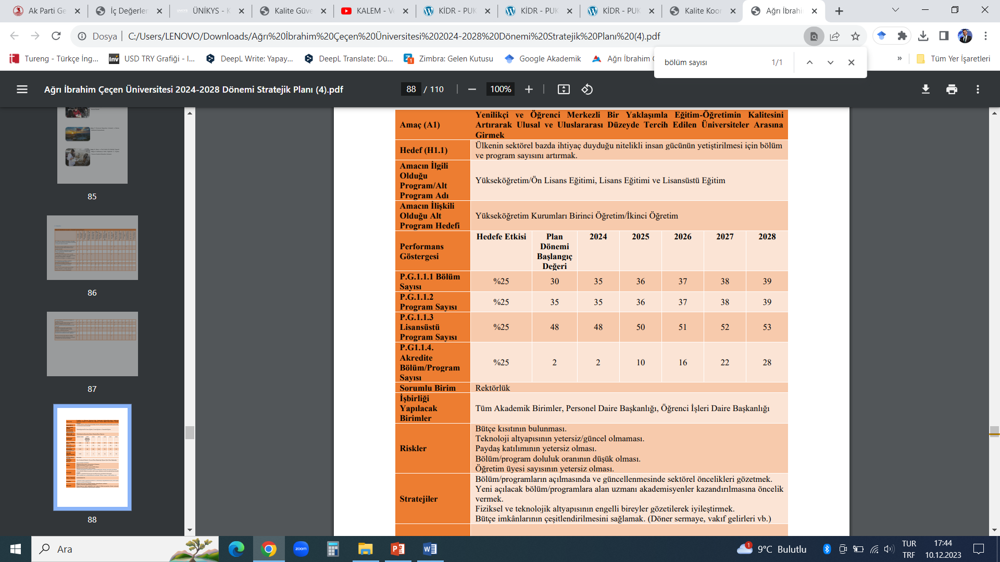 Ak Parti Ge
İç Değerler
ÜNİKYS - K
Kalite Güve
KALEM - Ve
KİDR - PUK
KİDR - PUK
KİDR - PUK
Kalite Koor
Ağrı İbrahi
Dosya
C:/Users/LENOVO/Downloads/Ağrı%20İbrahim%20Çeçen%20Üniversitesi%202024-2028%20Dönemi%20Stratejik%20Planı%20(4).pdf
Tureng - Türkçe İng...
USD TRY Grafiği - I...
DeepL Write: Yapay...
DeepL Translate: Dü...
Zimbra: Gelen Kutusu
Google Akademik
Ağrı İbrahim
»
Tüm Yer İşaretleri
bölüm sayısı
1/1
Ağrı İbrahim Çeçen Üniversitesi 2024-2028 Dönemi Stratejik Planı (4).pdf
88 / 110
100%
85
86
87
88
Amaç (A1)
Yenilikçi ve Öğrenci Merkezli Bir Yaklaşımla Eğitim-Öğretimin Kalitesini
Artırarak Ulusal ve Uluslararası Düzeyde Tercih Edilen Üniversiteler Arasına
Girmek
Hedef (H1.1)
Ülkenin sektörel bazda ihtiyaç duyduğu nitelikli insan gücünün yetiştirilmesi için bölüm
ve program sayısını artırmak.
Amacın İlgili
Olduğu
Program/Alt
Program Adı
Yükseköğretim/Ön Lisans Eğitimi, Lisans Eğitimi ve Lisansüstü Eğitim
Amacın İlişkili
Olduğu Alt
Program Hedefi
Yükseköğretim Kurumları Birinci Öğretim/İkinci Öğretim
Performans
Göstergesi
Hedefe Etkisi
Plan
Dönemi
Başlangıç
Değeri
2024
2025
2026
2027
2028
P.G.1.1.1 Bölüm
Sayısı
%25 30 35 36 37 38 39
P.G.1.1.2
Program Sayısı
%25 35 35 36 37 38 39
P.G.1.1.3
Lisansüstü
Program Sayısı
%25 48 48 50 51 52 53
P.G1.1.4.
Akredite
Bölüm/Program
Sayısı
%25 2 2 10 16 22 28
Sorumlu Birim
Rektörlük
İşbirliği
Yapılacak
Birimler
Tüm Akademik Birimler, Personel Daire Başkanlığı, Öğrenci İşleri Daire Başkanlığı
Riskler
Bütçe kısıtının bulunması.
Teknoloji altyapısının yetersiz/güncel olmaması.
Paydaş katılımının yetersiz olması.
Bölüm/program doluluk oranının düşük olması.
Öğretim üyesi sayısının yetersiz olması.
Stratejiler
Bölüm/programların açılmasında ve güncellenmesinde sektörel öncelikleri gözetmek.
Yeni açılacak bölüm/programlara alan uzmanı akademisyenler kazandırılmasına öncelik
vermek.
Fiziksel ve teknolojik altyapısının engelli bireyler gözetilerek iyileştirmek.
Bütçe imkânlarının çeşitlendirilmesini sağlamak. (Döner sermaye, vakıf gelirleri vb.)
Ara
zoom
1
9°C Bulutlu
TUR
TRF
17:44
10.12.2023